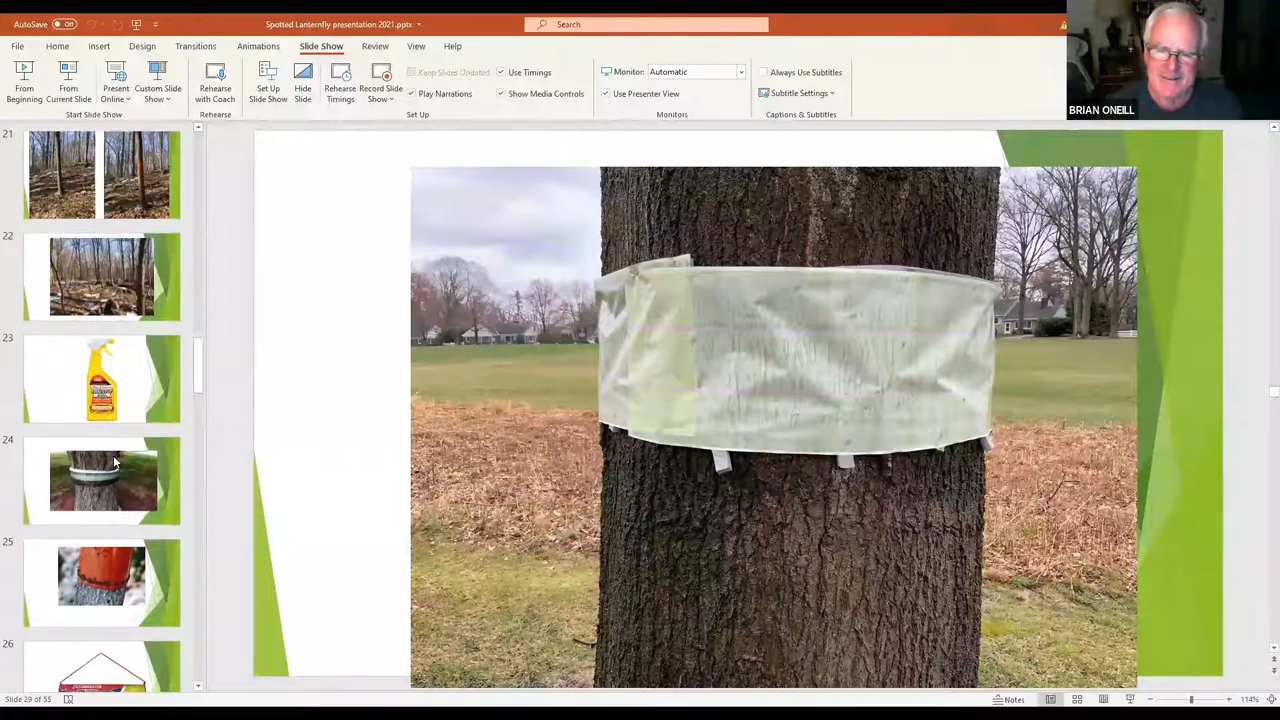 AutoSave Off
Spotted Lanternfly presentation 2021.pptx
Search
File Home Insert Design Transitions Animations Slide Show Review View Help
From Beginning
From Current Slide
Present Online
Custom Slide Show
Start Slide Show
Rehearse with Coach
Rehearse
Set Up Slide Show
Hide Slide
Rehearse Timings
Record Slide Show
Keep Slides Updated
Play Narrations
Use Timings
Show Media Controls
Set Up
Monitor: Automatic
Use Presenter View
Monitors
Always Use Subtitles
Subtitle Settings
Captions & Subtitles
BRIAN ONEILL
21
22
23
24
25
26
Slide 29 of 55
Notes
114%